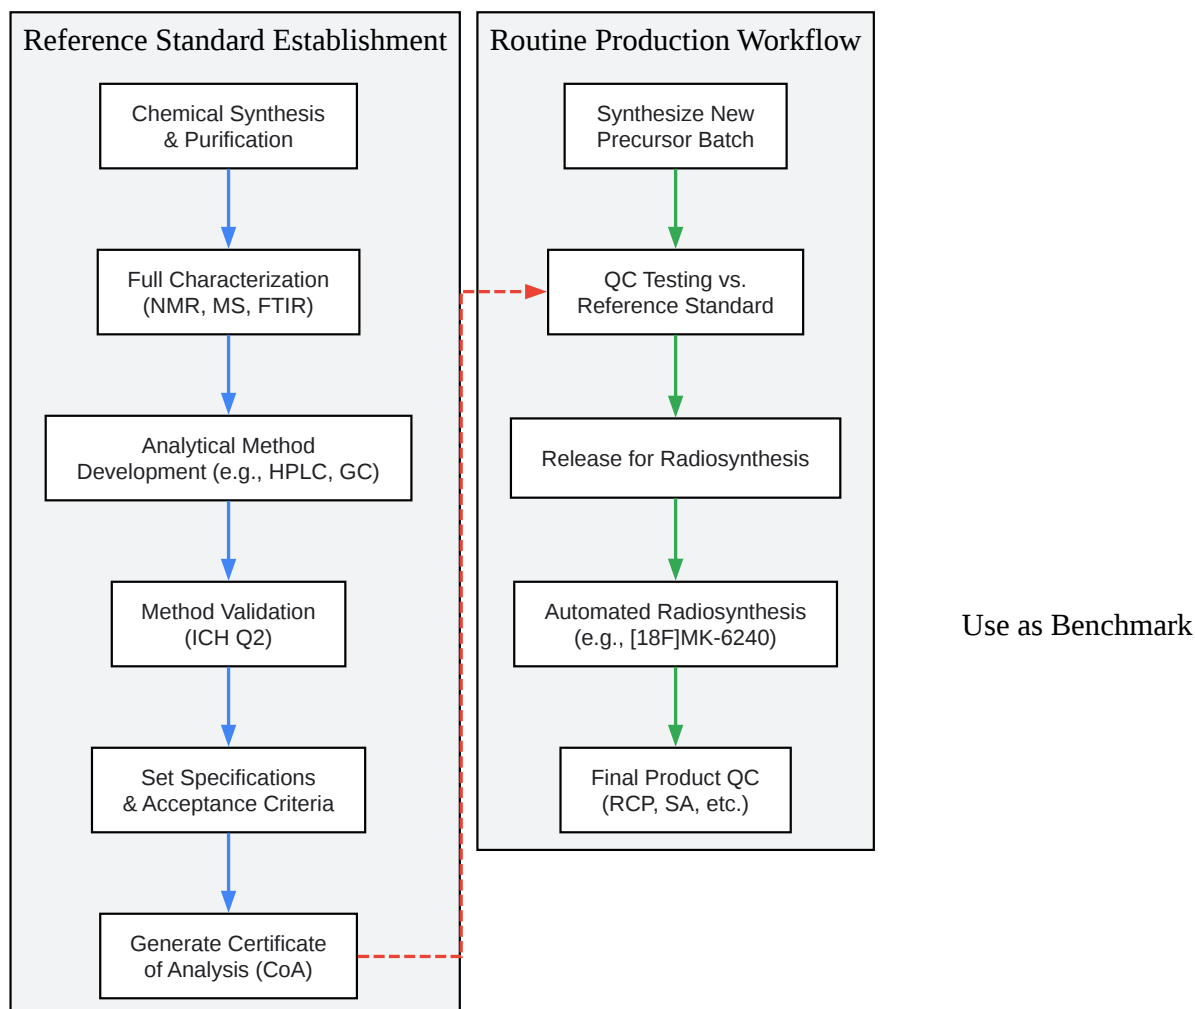 Reference Standard Establishment
Chemical Synthesis
& Purification
Full Characterization
(NMR, MS, FTIR)
Analytical Method
Development (e.g., HPLC, GC)
Method Validation
(ICH Q2)
Set Specifications
& Acceptance Criteria
Generate Certificate
of Analysis (CoA)
Routine Production Workflow
Synthesize New
Precursor Batch
QC Testing vs.
Reference Standard
Release for Radiosynthesis
Automated Radiosynthesis
(e.g., [18F]MK-6240)
Final Product QC
(RCP, SA, etc.)
Use as Benchmark